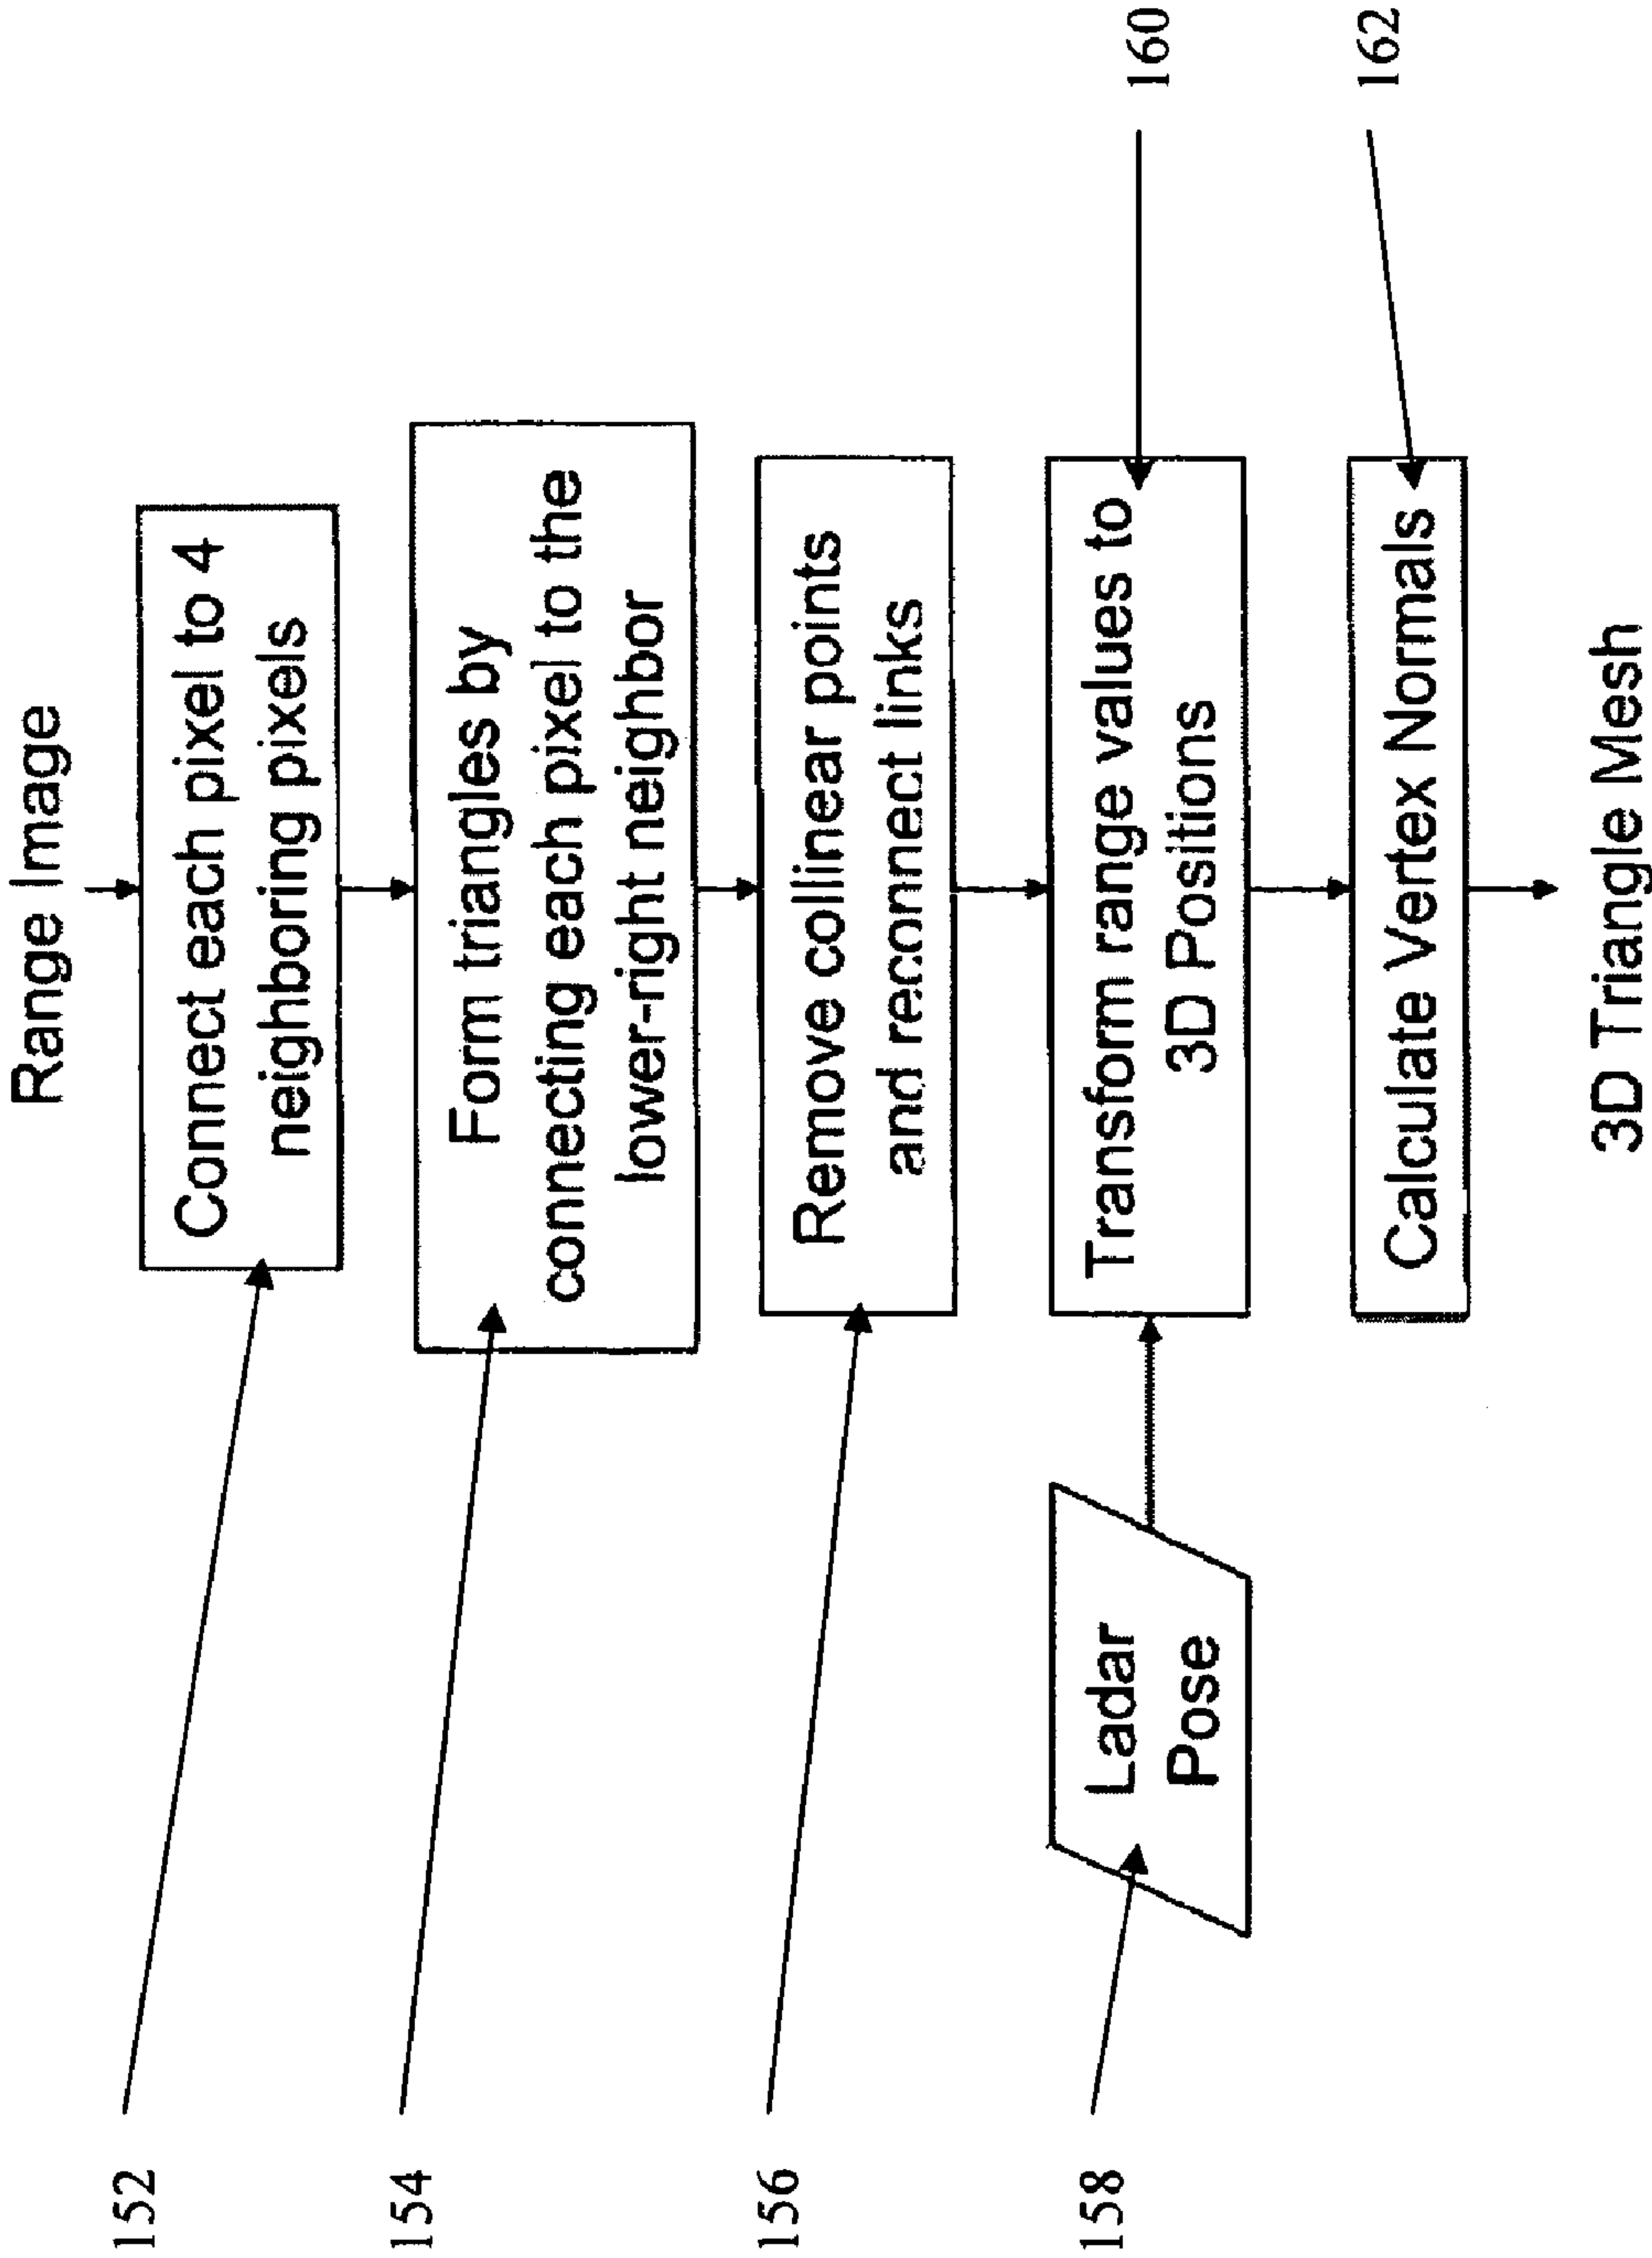 Range Image
152
Connect each pixel to 4
neighboring pixels
154
Form triangles by
connecting each pixel to the
lower-right neighbor
156
Remove collinear points
and reconnect links
158
Ladar
Pose
Transform range values to
3D Positions
160
Calculate Vertex Normals
162
3D Triangle Mesh